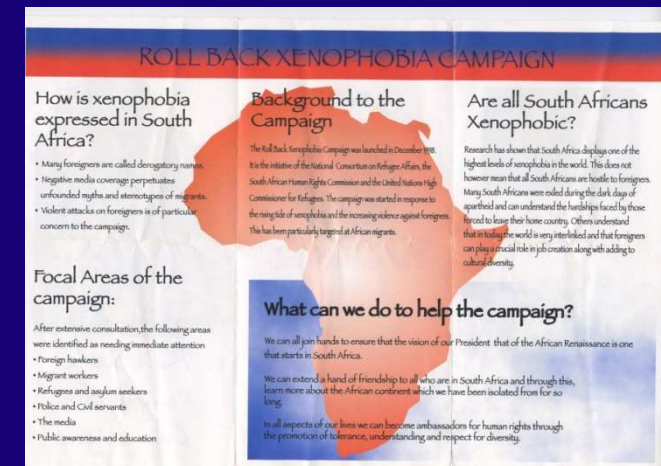 ROLL BACK XENOPHOBIA CAMPAIGN
How is xenophobia
expressed in South
Africa?
• Many foreigners are called derogatory names.
• Negative media coverage perpetuates
unfounded myths and stereotypes of migrants.
• Violent attacks on foreigners is of particular
concern to the campaign.
Focal Areas of the
campaign:
After extensive consultation,the following areas
were identified as needing immediate attention
• Foreign hawkers
• Migrant workers
• Refugees and asylum seekers
• Police and Civil servants
• The media
• Public awareness and education
Background to the
Campaign
The Roll Back Xenophobia Campaign was launched in December 1998.
It is the initiative of the National Consortium on Refugee Affairs, the
South African Human Rights Commission and the United Nations High
Commissioner for Refugees. The campaign was started in response to
the rising tide of xenophobia and the increasing violence against foreigners.
This has been particularly targeted at African migrants.
Are all South Africans
Xenophobic?
Research has shown that South Africa displays one of the
highest levels of xenophobia in the world. This does not
however mean that all South Africans are hostile to foreigners.
Many South Africans were exiled during the dark days of
apartheid and can understand the hardships faced by those
forced to leave their home country. Others understand
that in today the world is very interlinked and that foreigners
can play a crucial role in job creation along with adding to
cultural diversity.
What can we do to help the campaign?
We can all join hands to ensure that the vision of our President that of the African Renaissance is one
that starts in South Africa.
We can extend a hand of friendship to all who are in South Africa and through this,
learn more about the African continent which we have been isolated from for so
long.
In all aspects of our lives we can become ambassadors for human rights through
the promotion of tolerance, understanding and respect for diversity.